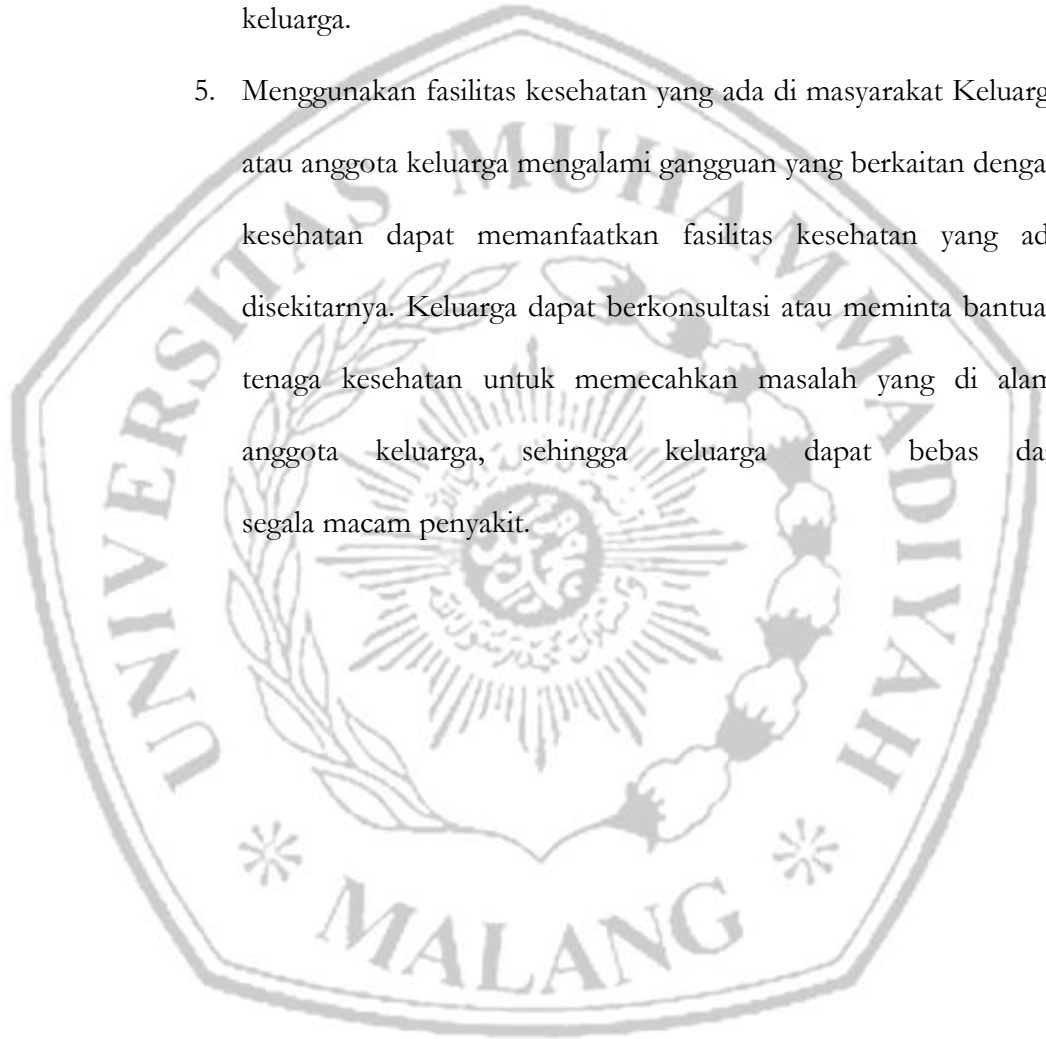 keluarga.
5. Menggunakan fasilitas kesehatan yang ada di masyarakat Keluarg
atau anggota keluarga mengalami gangguan yang berkaitan denga
kesehatan dapat memanfaatkan fasilitas kesehatan yang ad
disekitarnya. Keluarga dapat berkonsultasi atau meminta bantua
tenaga kesehatan untuk memecahkan masalah yang di alam
anggota keluarga, sehingga keluarga dapat bebas da
segala macam penyakit.
UNIVERSITAS MUHAMMADIYAH
MALANG